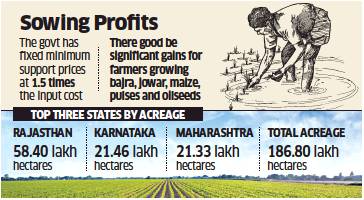 Sowing Profits
The govt has
fixed minimum
support prices
at 1.5 times
the input cost
There good be
significant gains for
farmers growing
bajra, jowar, maize,
pulses and oilseeds
TOP THREE STATES BY ACREAGE
RAJASTHAN
58.40 lakh
hectares
KARNATAKA
21.46 lakh
hectares
MAHARASHTRA
21.33 lakh
hectares
TOTAL ACREAGE
186.80 lakh
hectares